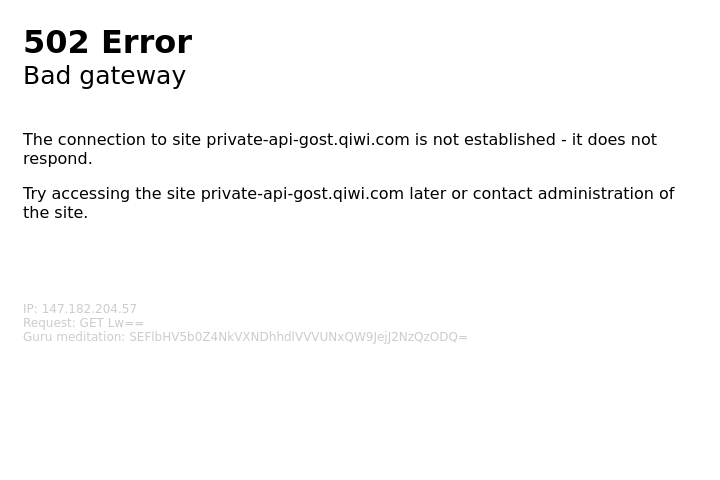 502 Error
Bad gateway
The connection to site private-api-gost.qiwi.com is not established - it does not
respond.
Try accessing the site private-api-gost.qiwi.com later or contact administration of
the site.
IP: 147.182.204.57
Request: GET Lw==
Guru meditation: SEFlbHV5b0Z4NkVXNDhhdlVVVUNxQW9JejJ2NzQzODQ=